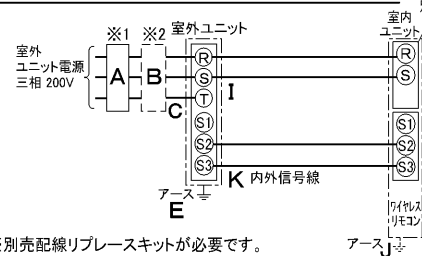 ※1 ※2 室外ユニット
室内
ユニット
室外
ユニット電源
三相 200V
A
B
C
R
S
T
S1
S2
S3
I
R
S
S1
S2
S3
K 内外信号線
アース
E
ワイヤレス
リモコン
アース J
別売配線リプレースキットが必要です。